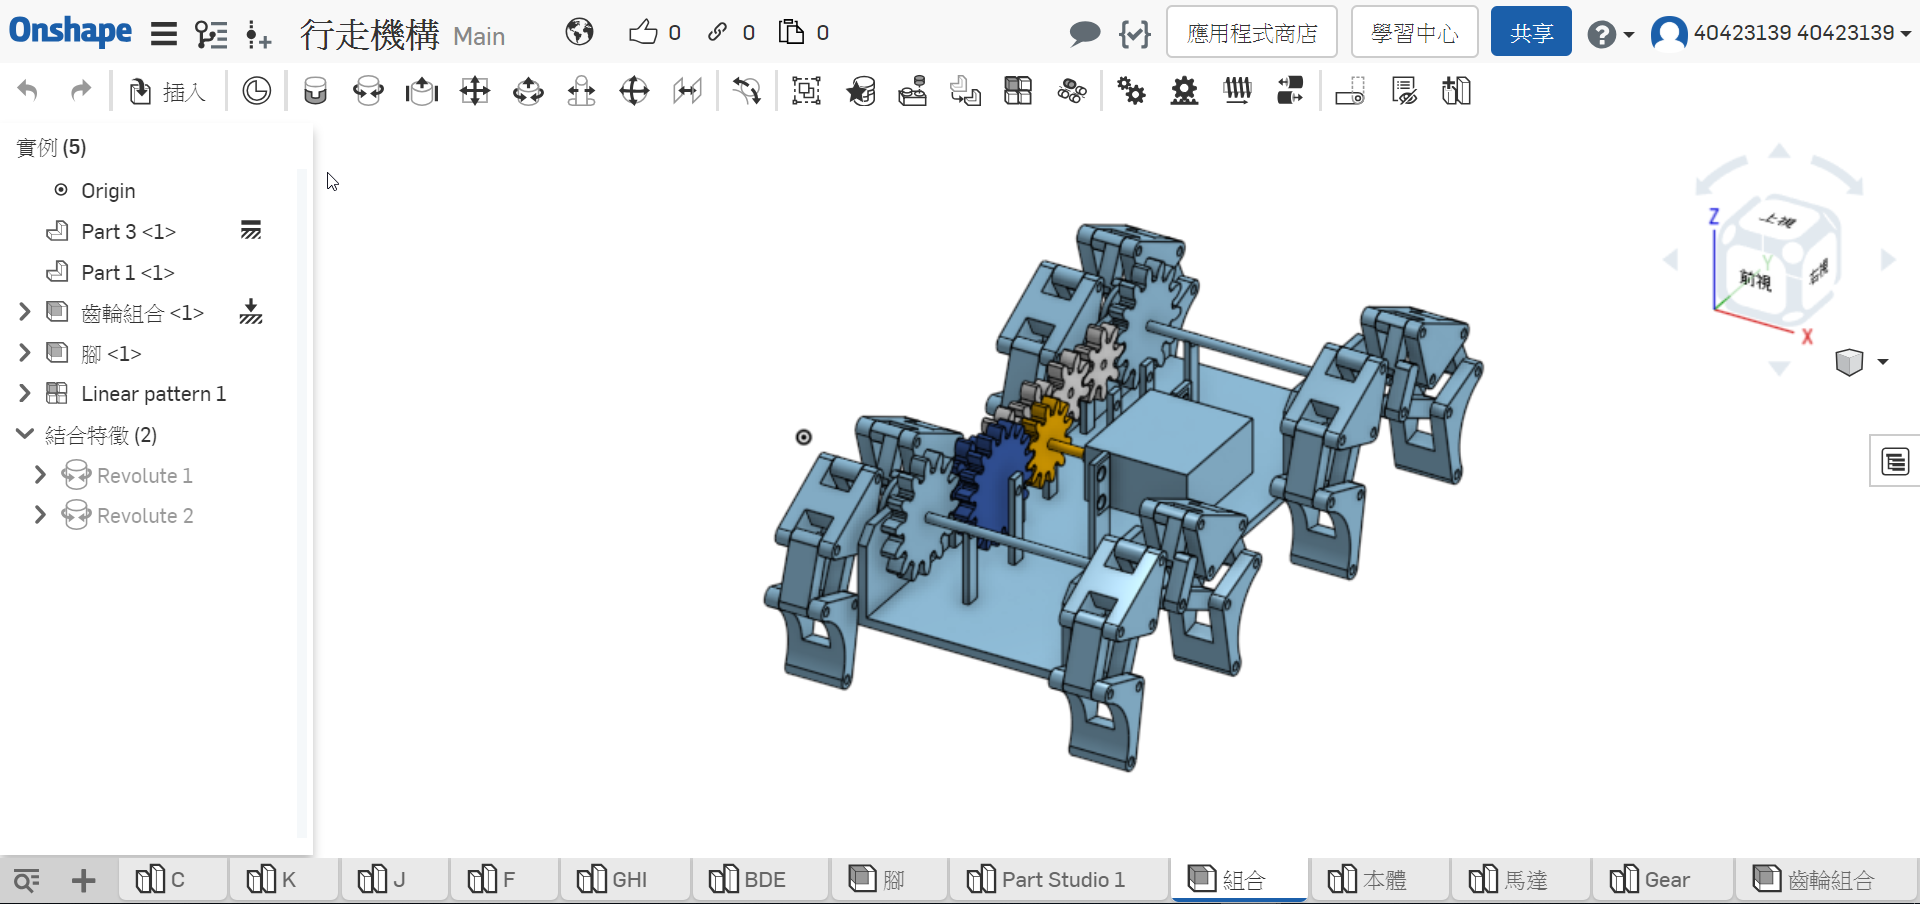 Onshape 行走機構 Main 0 0 0 應用程式商店 學習中心 共享 40423139 40423139
插入
實例 (5)
Origin
Part 3 <1>
Part 1 <1>
齒輪組合 <1>
腳 <1>
Linear pattern 1
結合特徵 (2)
Revolute 1
Revolute 2
上視
Z
Y
前視
右視
X
C K J F GHI BDE 腳 Part Studio 1 組合 本體 馬達 Gear 齒輪組合